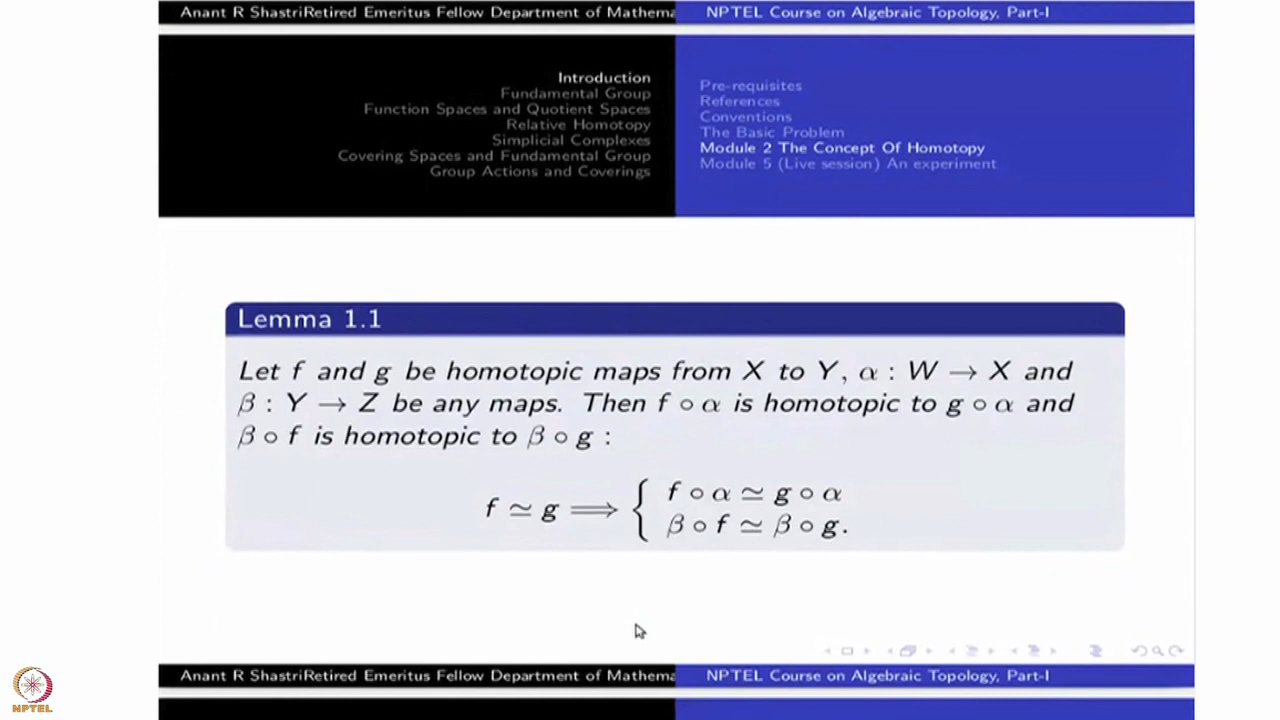 Anant R ShastriRetired Emeritus Fellow Department of Mathema
NPTEL Course on Algebraic Topology, Part-I
Introduction
Fundamental Group
Function Spaces and Quotient Spaces
Relative Homotopy
Simplicial Complexes
Covering Spaces and Fundamental Group
Group Actions and Coverings
Pre-requisites
References
Conventions
The Basic Problem
Module 2 The Concept Of Homotopy
Module 5 (Live session) An experiment
Lemma 1.1
Let f and g be homotopic maps from X to Y, α : W → X and
β : Y → Z be any maps. Then f ∘ α is homotopic to g ∘ α and
β ∘ f is homotopic to β ∘ g :
f ≃ g ⟹ { f ∘ α ≃ g ∘ α
β ∘ f ≃ β ∘ g.
Anant R ShastriRetired Emeritus Fellow Department of Mathema
NPTEL Course on Algebraic Topology, Part-I
NPTEL